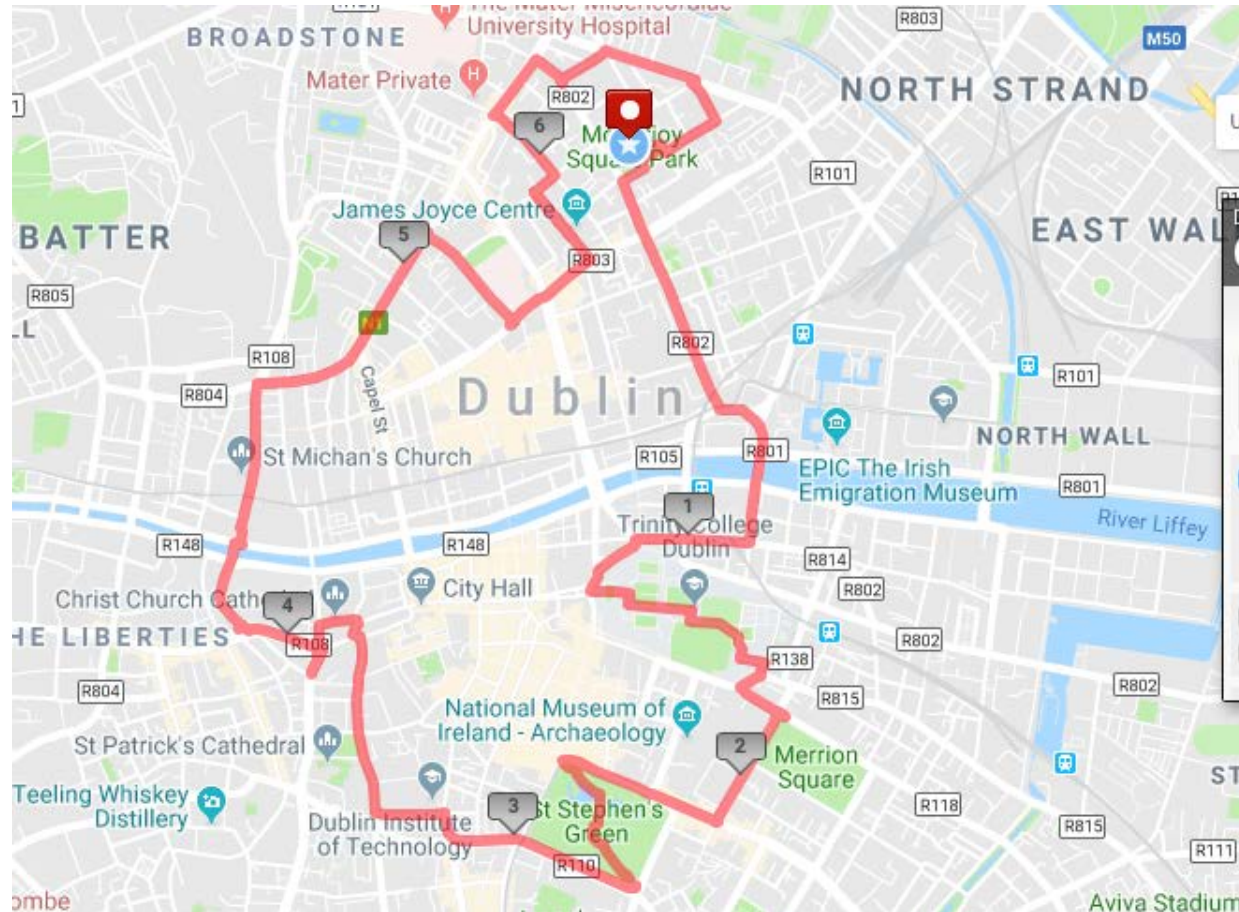 The Mater Misericordiae
University Hospital
R803
M50
BROADSTONE
Mater Private
H
H
R802
NORTH STRAND
6
Square Park
R101
James Joyce Centre
BATTER
5
EAST WAL
R803
R805
R802
R108
R101
R804
Capel St
Dublin
NORTH WALL
St Michan's Church
R105
R801
EPIC The Irish
Emigration Museum
R801
1
River Liffey
Trinity College
Dublin
R148
R148
R814
City Hall
R802
Christ Church
4
HE LIBERTIES
R108
R802
R138
R804
R802
R815
National Museum of
Ireland - Archaeology
2
St Patrick's Cathedral
Merrion
Square
ST
Teeling Whiskey
Distillery
3
St Stephen's
Green
Dublin Institute
of Technology
R118
R815
R110
R111
ombe
Aviva Stadium